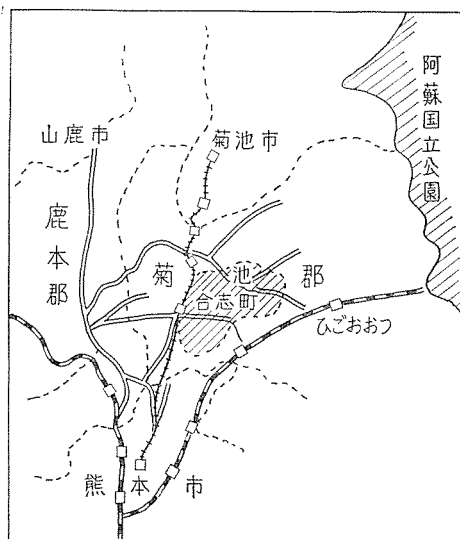 阿蘇国立公園
山鹿市
菊池市
鹿本郡
菊池郡
合志町
ひごおおつ
熊本市